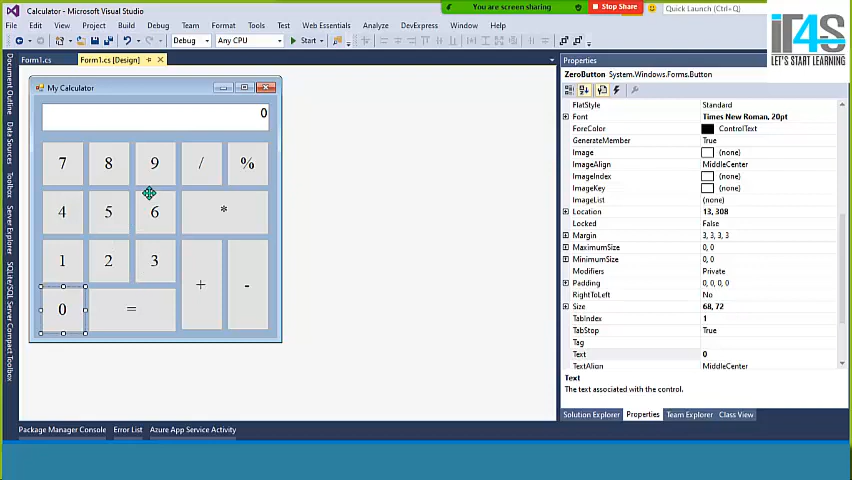 Calculator - Microsoft Visual Studio
You are screen sharing
Stop Share
Quick Launch (Ctrl+Q)
IT4S
LET'S START LEARNING
File Edit View Project Build Debug Team Format Tools Test Web Essentials Analyze DevExpress Window Help
Debug Any CPU Start
Form1.cs Form1.cs [Design]
Document Outline
Data Sources
Toolbox
Server Explorer
SQLite/SQL Server Compact Toolbox
My Calculator
0
7 8 9 / %
4 5 6 *
1 2 3 + -
0 =
Properties
ZeroButton System.Windows.Forms.Button
FlatStyle Standard
Font Times New Roman, 20pt
ForeColor ControlText
GenerateMember True
Image (none)
ImageAlign MiddleCenter
ImageIndex (none)
ImageKey (none)
ImageList (none)
Location 13, 308
Locked False
Margin 3, 3, 3, 3
MaximumSize 0, 0
MinimumSize 0, 0
Modifiers Private
Padding 0, 0, 0, 0
RightToLeft No
Size 68, 72
TabIndex 1
TabStop True
Tag
Text 0
TextAlign MiddleCenter
Text
The text associated with the control.
Solution Explorer Properties Team Explorer Class View
Package Manager Console Error List Azure App Service Activity